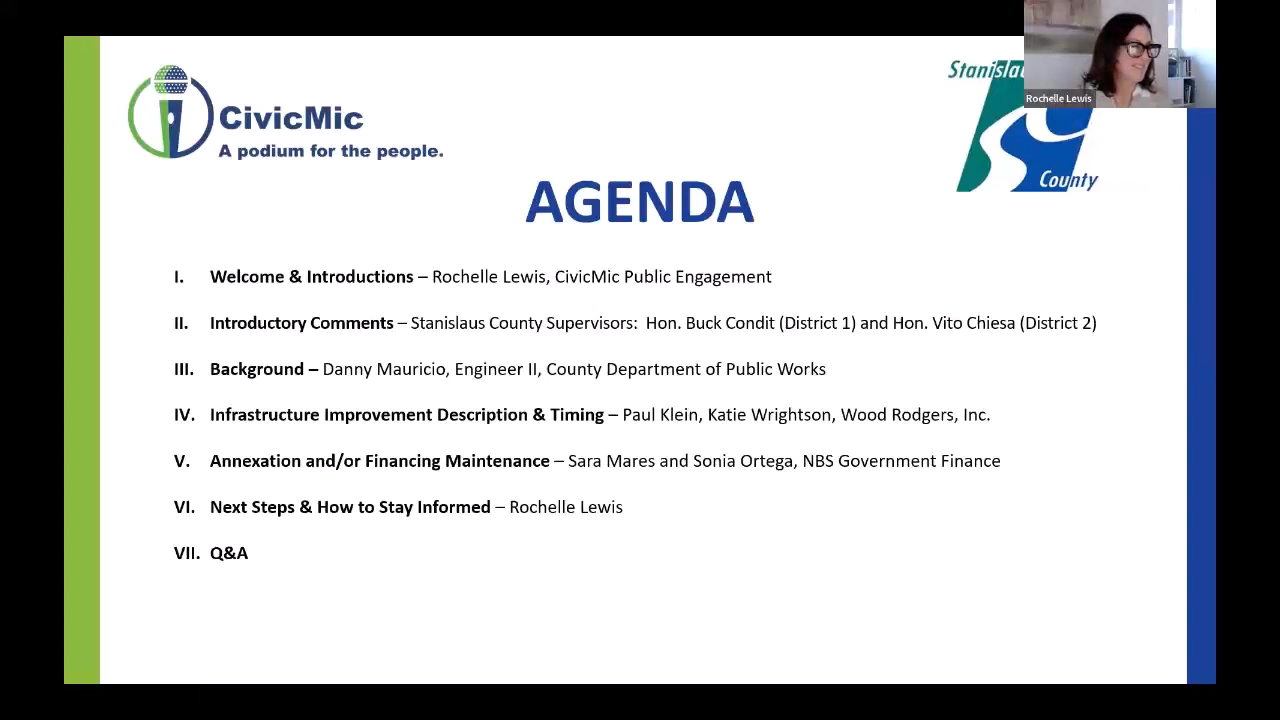 CivicMic
A podium for the people.
Stanislau
County
Rochelle Lewis
AGENDA
I. Welcome & Introductions – Rochelle Lewis, CivicMic Public Engagement
II. Introductory Comments – Stanislaus County Supervisors: Hon. Buck Condit (District 1) and Hon. Vito Chiesa (District 2)
III. Background – Danny Mauricio, Engineer II, County Department of Public Works
IV. Infrastructure Improvement Description & Timing – Paul Klein, Katie Wrightson, Wood Rodgers, Inc.
V. Annexation and/or Financing Maintenance – Sara Mares and Sonia Ortega, NBS Government Finance
VI. Next Steps & How to Stay Informed – Rochelle Lewis
VII. Q&A